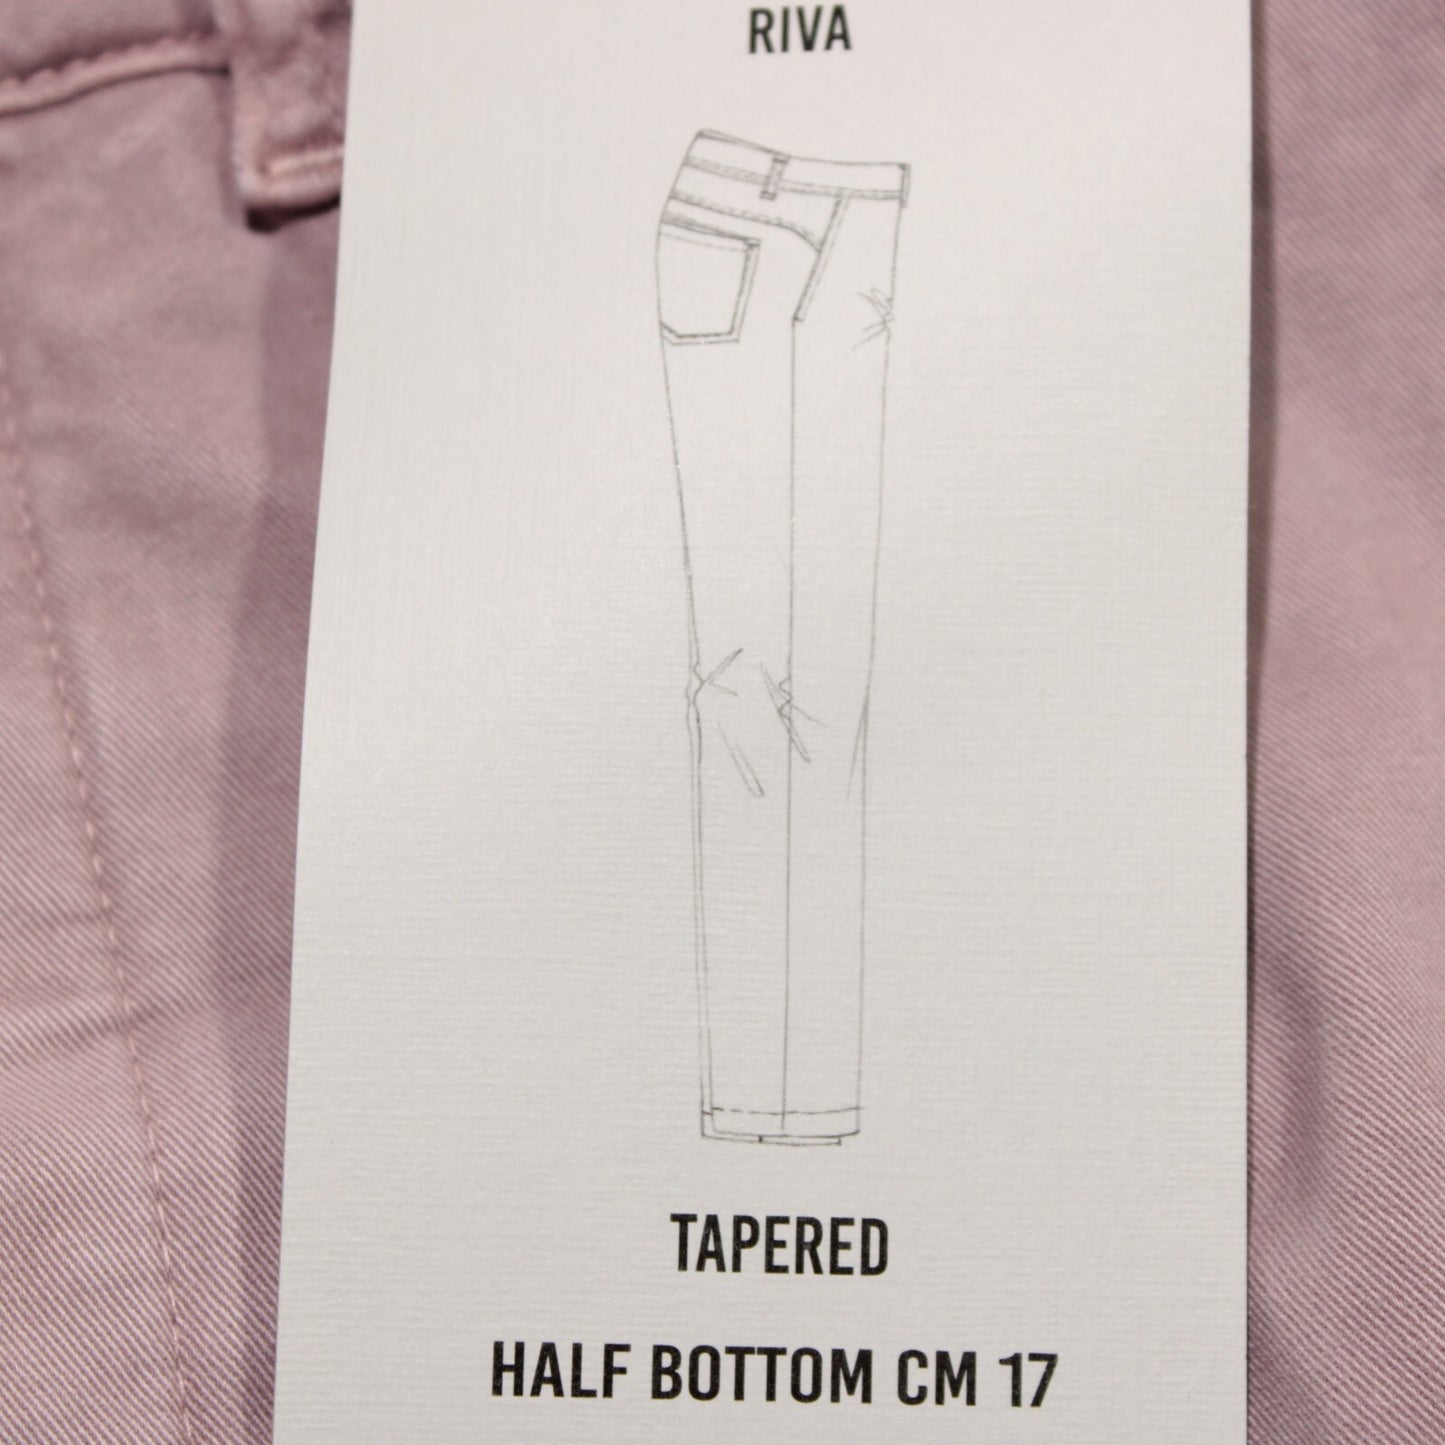 RIVA
TAPERED
HALF BOTTOM CM 17